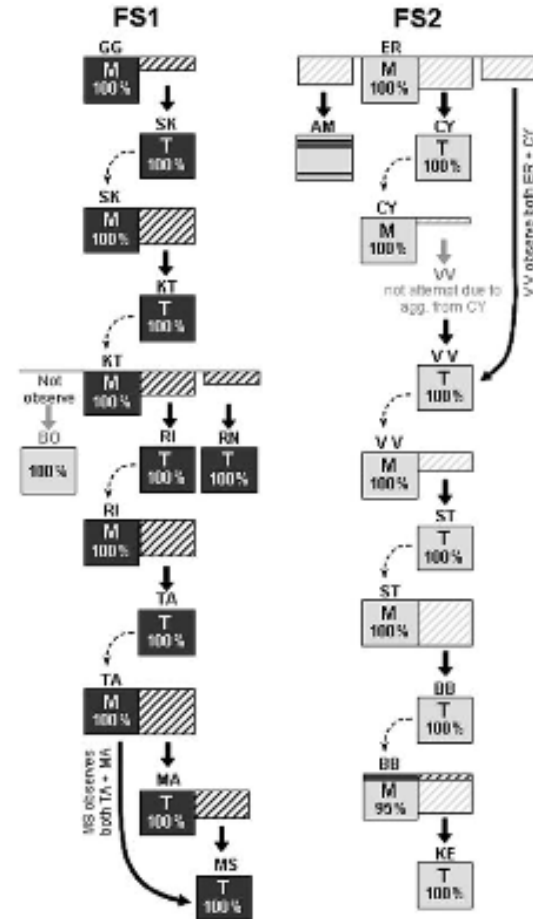 FS1
GG
M
100%
SK
T
100%
SK
M
100%
KT
T
100%
KT
Not
observe
M
100%
BO
100%
RI
T
100%
RN
T
100%
RI
M
100%
TA
T
100%
TA
M
100%
MS observes
both TA + MA
MA
T
100%
MS
T
100%
FS2
ER
M
100%
AM
CY
T
100%
VV observe both ER + CY
CY
M
100%
VV
not attempt due to
agg. from CY
VV
T
100%
VV
M
100%
ST
T
100%
ST
M
100%
BB
T
100%
BB
M
95%
KE
T
100%